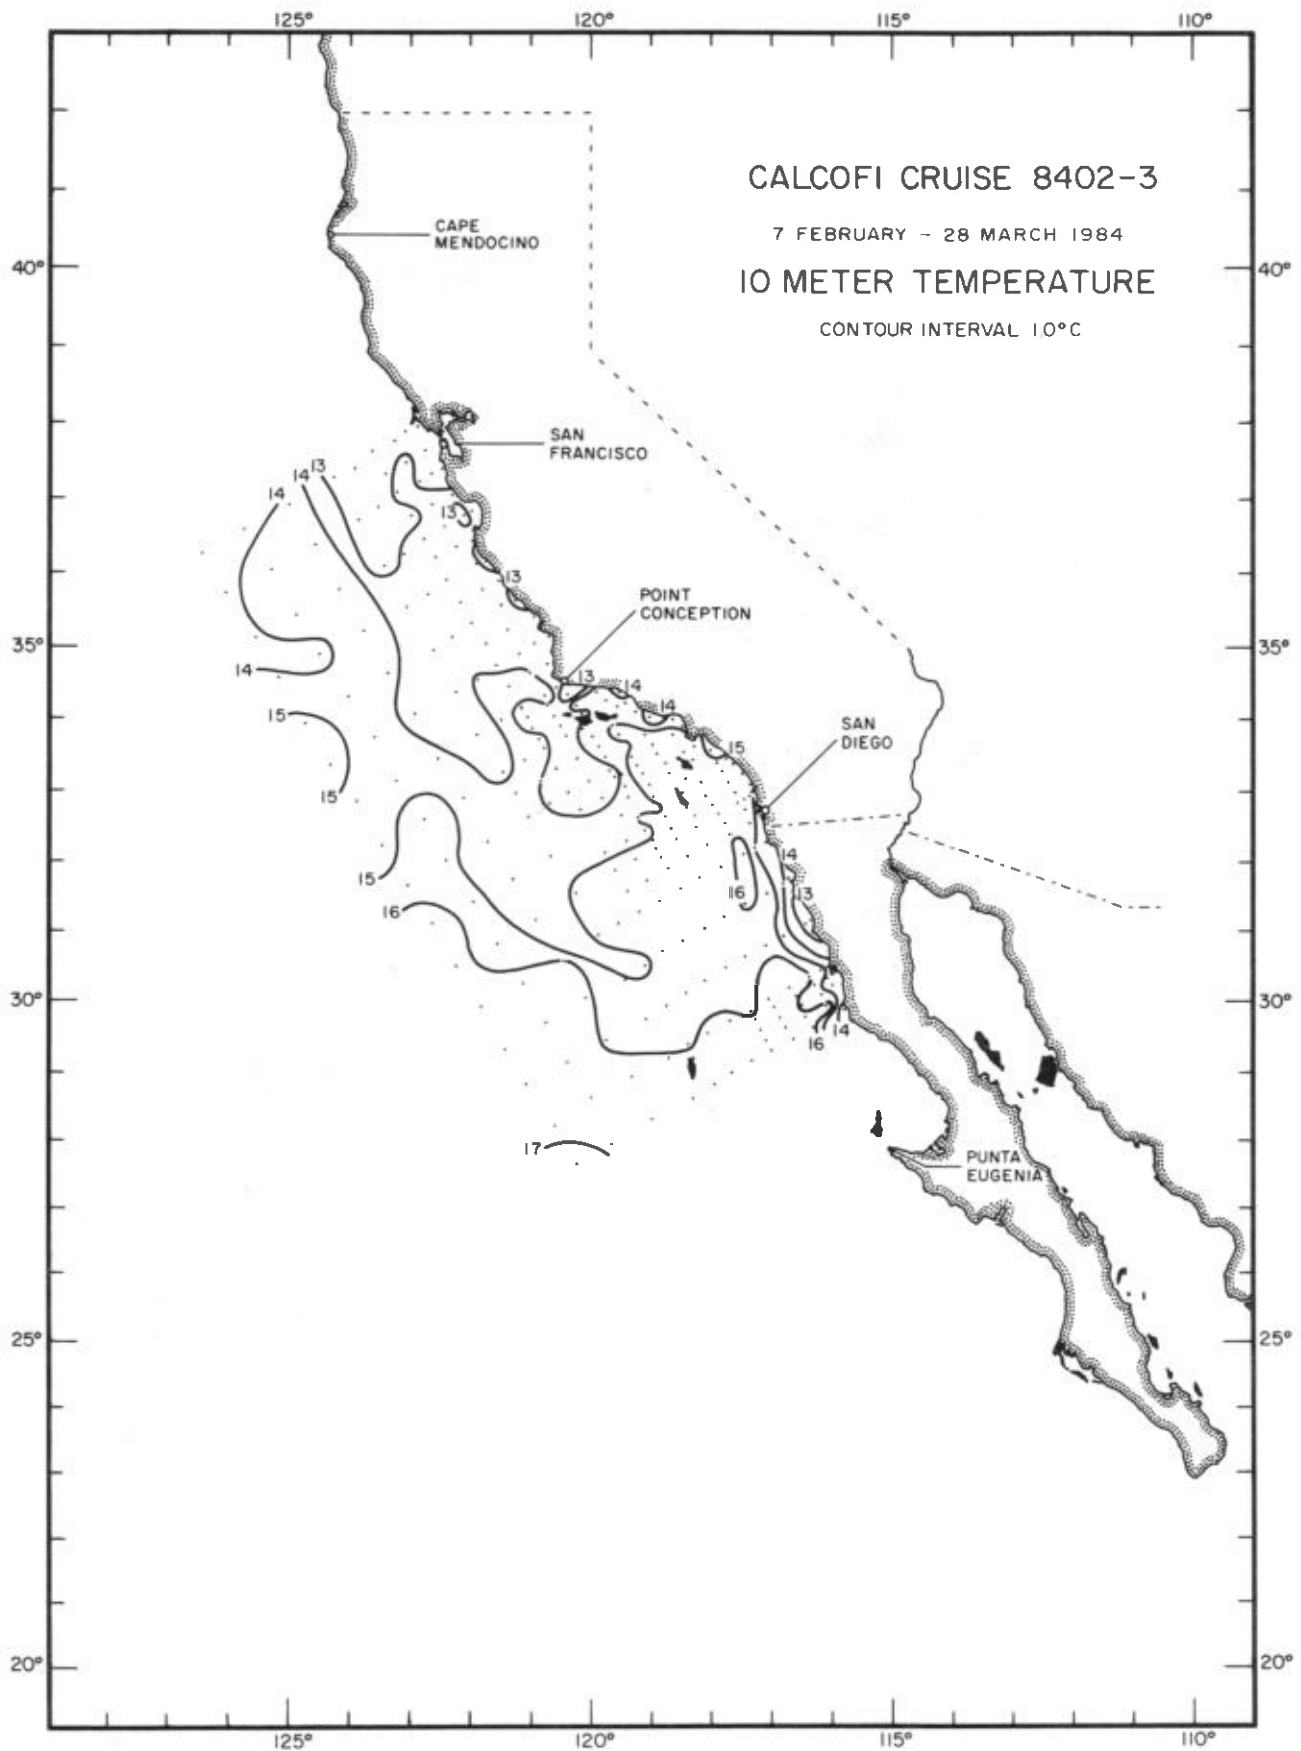 125° 120° 115° 110°
CALCOFI CRUISE 8402-3
7 FEBRUARY - 28 MARCH 1984
10 METER TEMPERATURE
CONTOUR INTERVAL 1.0°C
CAPE
MENDOCINO
40° 40°
SAN
FRANCISCO
14 14 13
13
13
POINT
CONCEPTION
35° 35°
14
13 14
14
15
SAN
DIEGO
15
15
14
15 16 13
16
30° 30°
14
16
17
PUNTA
EUGENIA
25° 25°
20° 20°
125° 120° 115° 110°